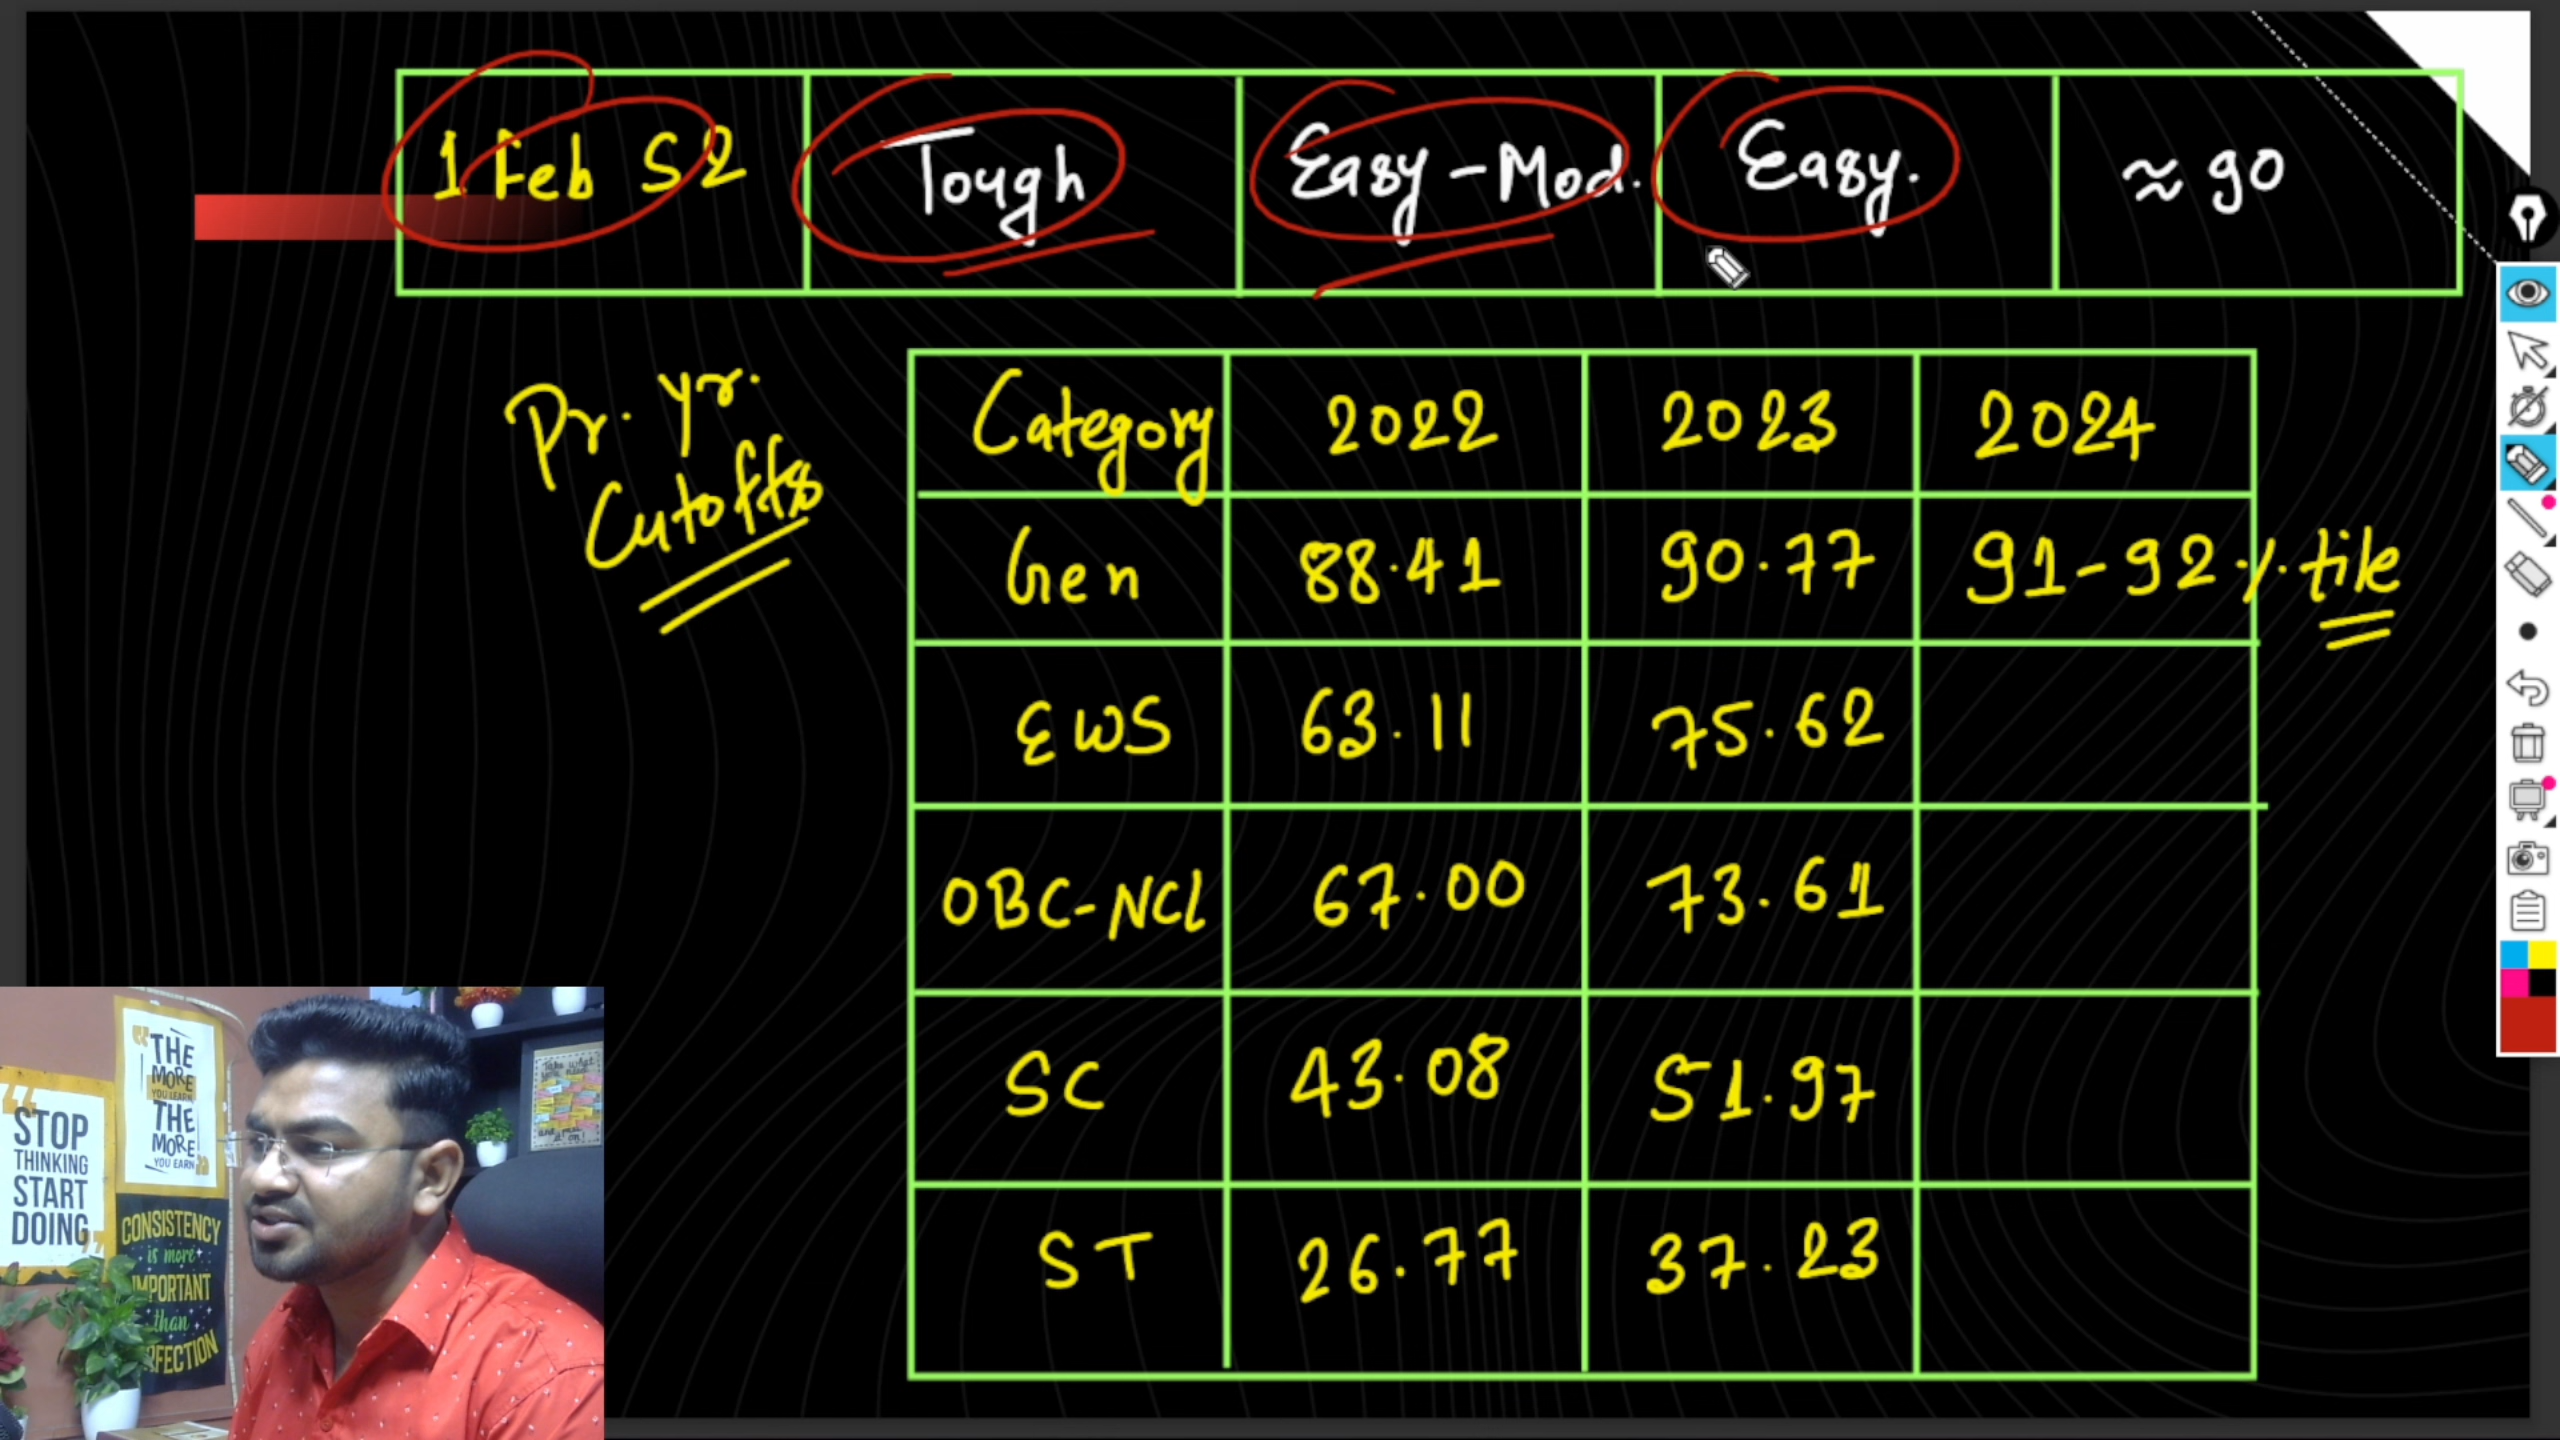 1 Feb S2 Tough Easy-Mod. Easy. ≈ 90
Pr. yr.
Cutoffs
Category 2022 2023 2024
Gen 88.41 90.77 91-92 %tile
EWS 63.11 75.62
OBC-NCL 67.00 73.61
SC 43.08 51.97
ST 26.77 37.23
THE
MORE
YOU LEARN
THE
MORE
YOU EARN
STOP
THINKING
START
DOING
CONSISTENCY
is more
IMPORTANT
than
RFECTION